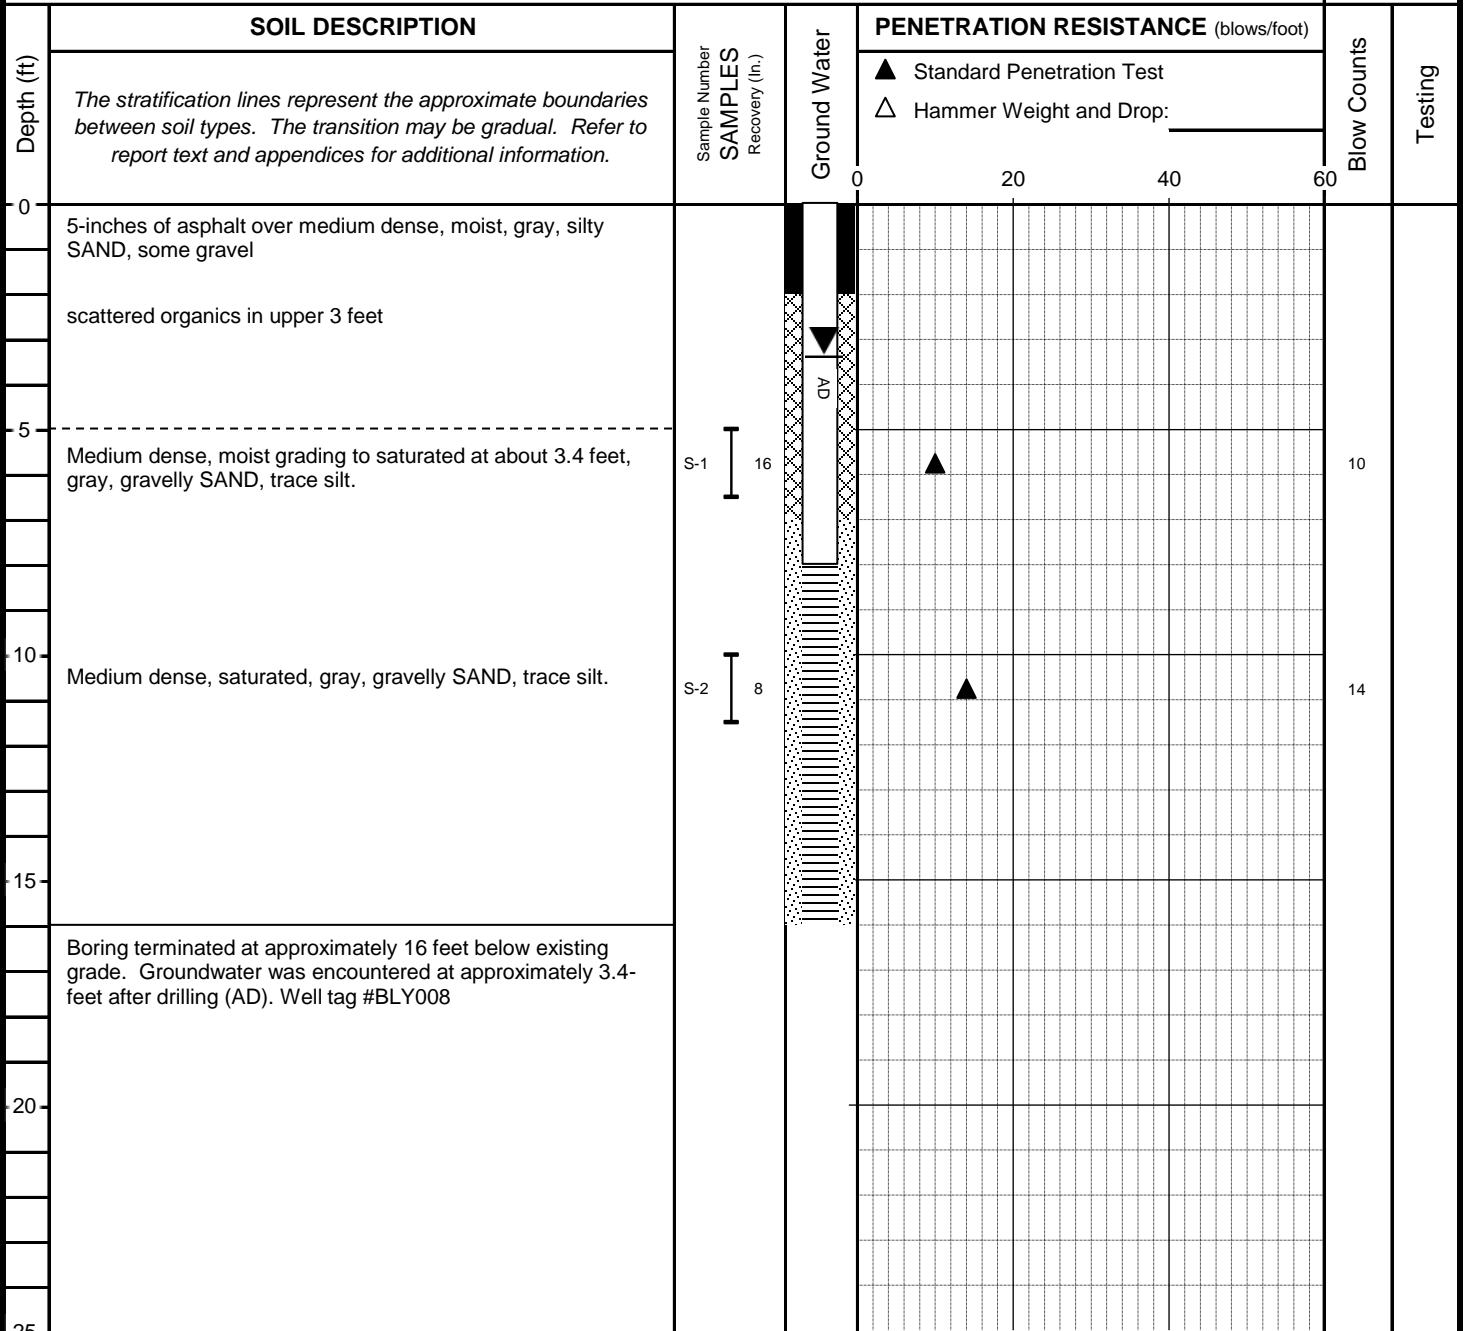 SOIL DESCRIPTION
PENETRATION RESISTANCE (blows/foot)
Depth (ft)
The stratification lines represent the approximate boundaries
between soil types. The transition may be gradual. Refer to
report text and appendices for additional information.
Sample Number
SAMPLES
Recovery (In.)
Ground Water
Standard Penetration Test
Hammer Weight and Drop:
Blow Counts
Testing
0 20 40 60
0
5-inches of asphalt over medium dense, moist, gray, silty
SAND, some gravel
scattered organics in upper 3 feet
AD
5
Medium dense, moist grading to saturated at about 3.4 feet,
gray, gravelly SAND, trace silt.
S-1 16 10
10
Medium dense, saturated, gray, gravelly SAND, trace silt.
S-2 8 14
15
Boring terminated at approximately 16 feet below existing
grade. Groundwater was encountered at approximately 3.4-
feet after drilling (AD). Well tag #BLY008
20
25